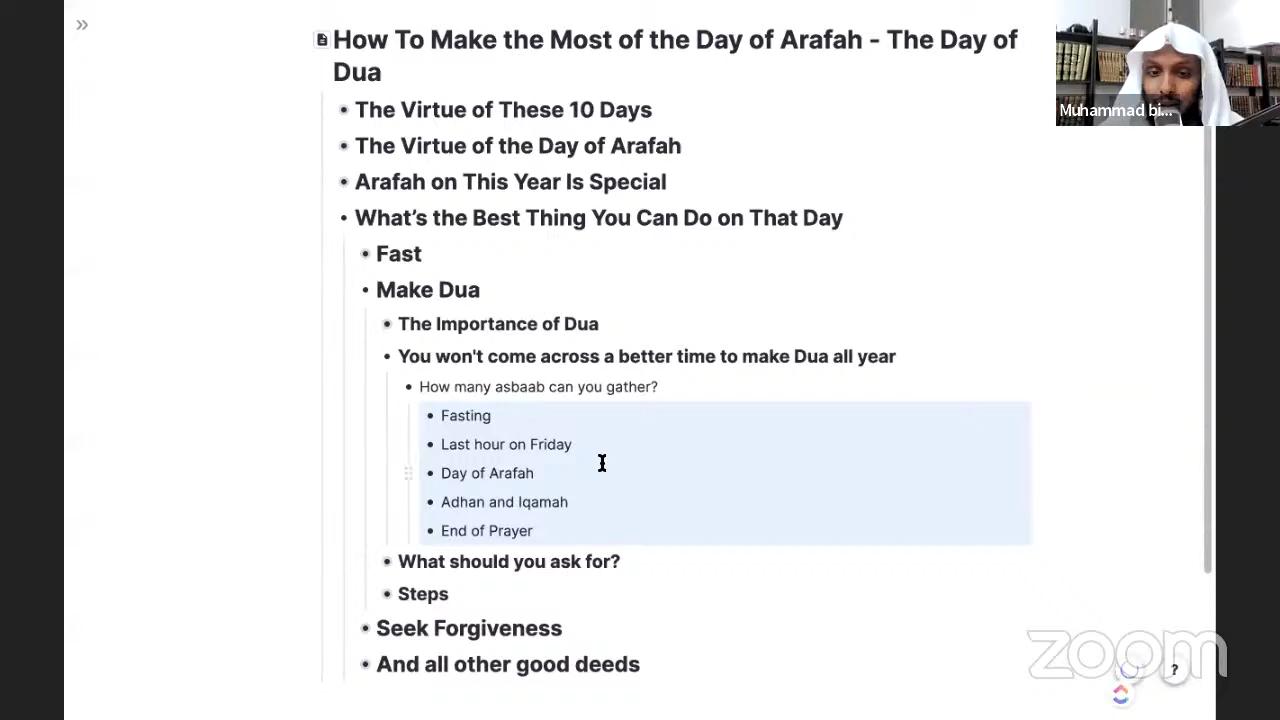 »
How To Make the Most of the Day of Arafah - The Day of
Dua
Muhammad bi...
• The Virtue of These 10 Days
• The Virtue of the Day of Arafah
• Arafah on This Year Is Special
• What’s the Best Thing You Can Do on That Day
• Fast
• Make Dua
• The Importance of Dua
• You won't come across a better time to make Dua all year
• How many asbaab can you gather?
• Fasting
• Last hour on Friday
• Day of Arafah
• Adhan and Iqamah
• End of Prayer
• What should you ask for?
• Steps
• Seek Forgiveness
• And all other good deeds
zoom
?